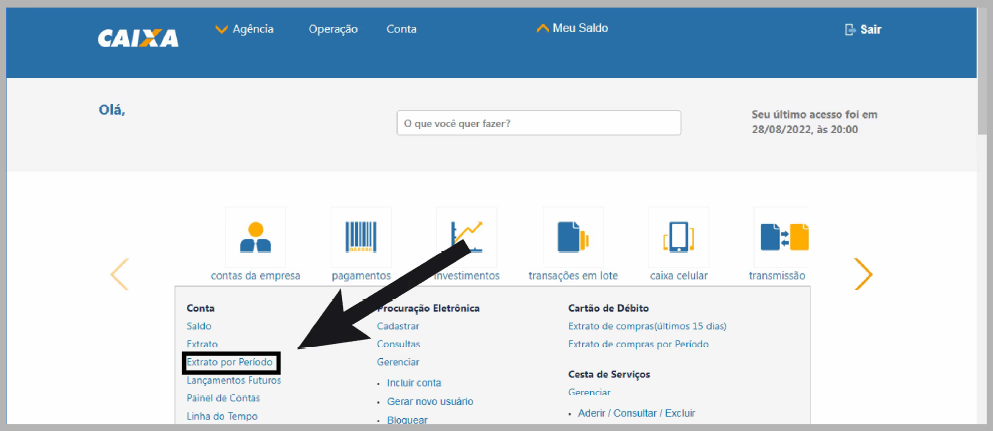 CAIXA
Agência Operação Conta Meu Saldo Sair
Olá,
O que você quer fazer?
Seu último acesso foi em
28/08/2022, às 20:00
contas da empresa pagamentos investimentos transações em lote caixa celular transmissão
Conta
Saldo
Extrato
Extrato por Período
Lançamentos Futuros
Painel de Contas
Linha do Tempo
Procuração Eletrônica
Cadastrar
Consultas
Gerenciar
• Incluir conta
• Gerar novo usuário
• Bloquear
Cartão de Débito
Extrato de compras(últimos 15 dias)
Extrato de compras por Período
Cesta de Serviços
Gerenciar
• Aderir / Consultar / Excluir